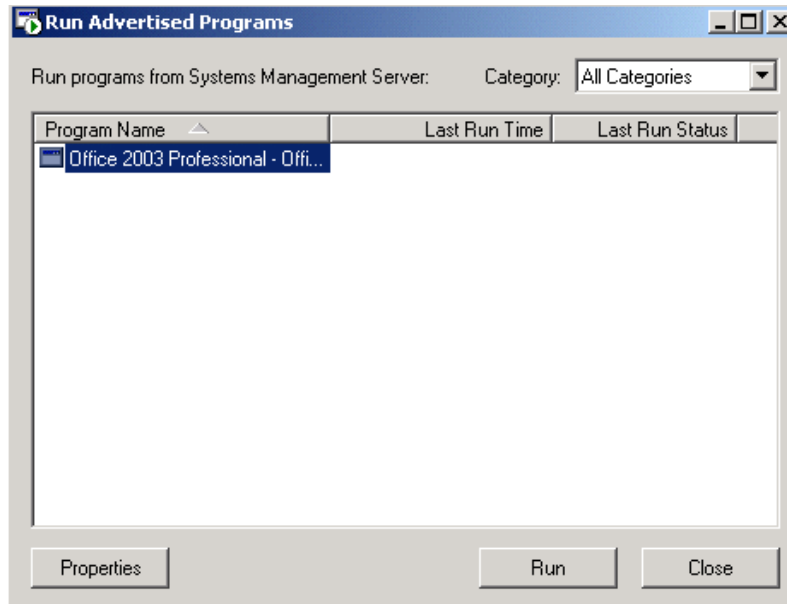 Run Advertised Programs
Run programs from Systems Management Server: Category: All Categories
Program Name Last Run Time Last Run Status
Office 2003 Professional - Offi...
Properties Run Close